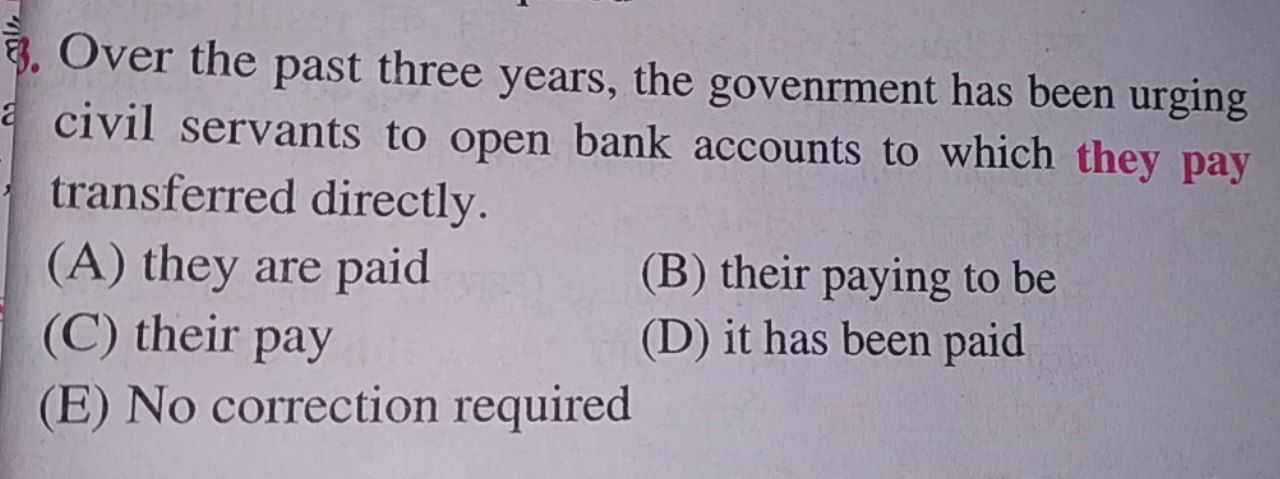 3. Over the past three years, the govenrment has been urging
civil servants to open bank accounts to which they pay
transferred directly.
(A) they are paid (B) their paying to be
(C) their pay (D) it has been paid
(E) No correction required